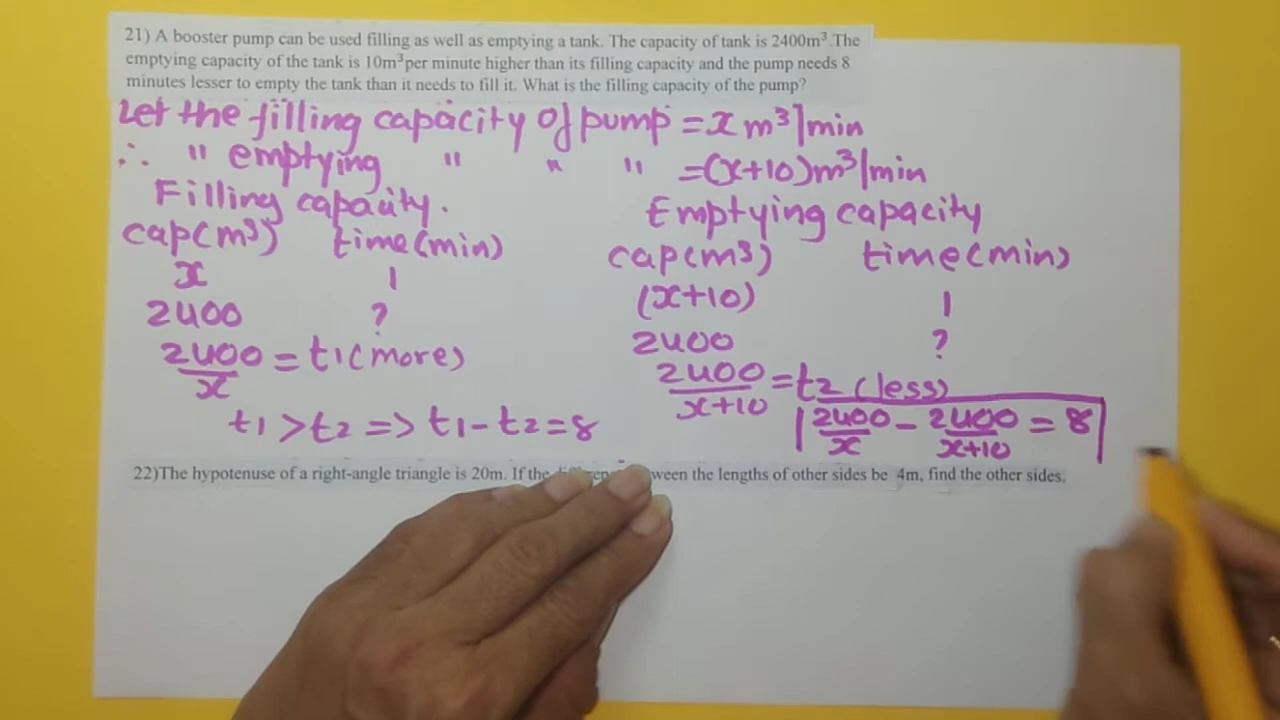 21) A booster pump can be used filling as well as emptying a tank. The capacity of tank is 2400m³.The
emptying capacity of the tank is 10m³per minute higher than its filling capacity and the pump needs 8
minutes lesser to empty the tank than it needs to fill it. What is the filling capacity of the pump?
Let the filling capacity of pump = x m³/min
∴ " emptying " " " =(x+10)m³/min
Filling capacity.
Emptying capacity
cap(m³) time(min)
cap(m³) time(min)
x 1
(x+10) 1
2400 ?
2400 ?
2400/x = t1(more)
2400/x+10 = t2 (less)
t1 > t2 => t1 - t2 = 8
2400/x - 2400/x+10 = 8
22)The hypotenuse of a right-angle triangle is 20m. If the ween the lengths of other sides be 4m, find the other sides.